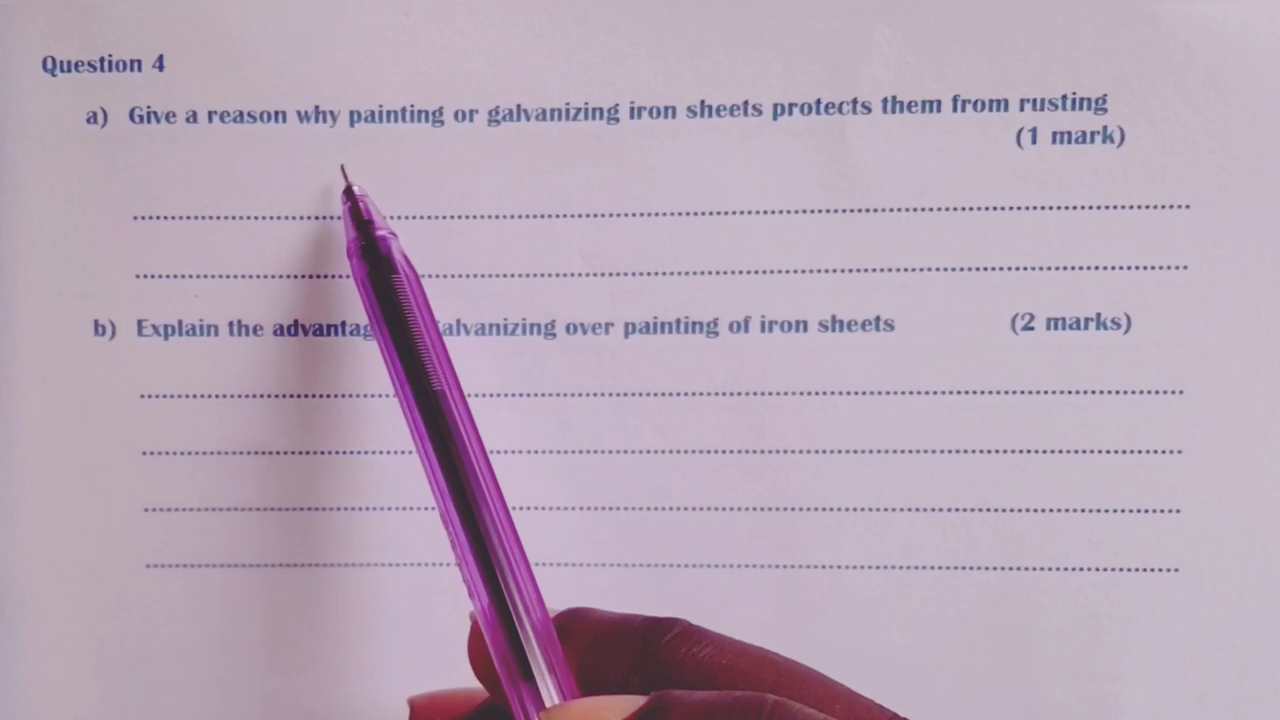 Question 4
a) Give a reason why painting or galvanizing iron sheets protects them from rusting
(1 mark)
b) Explain the advantag alvanizing over painting of iron sheets (2 marks)